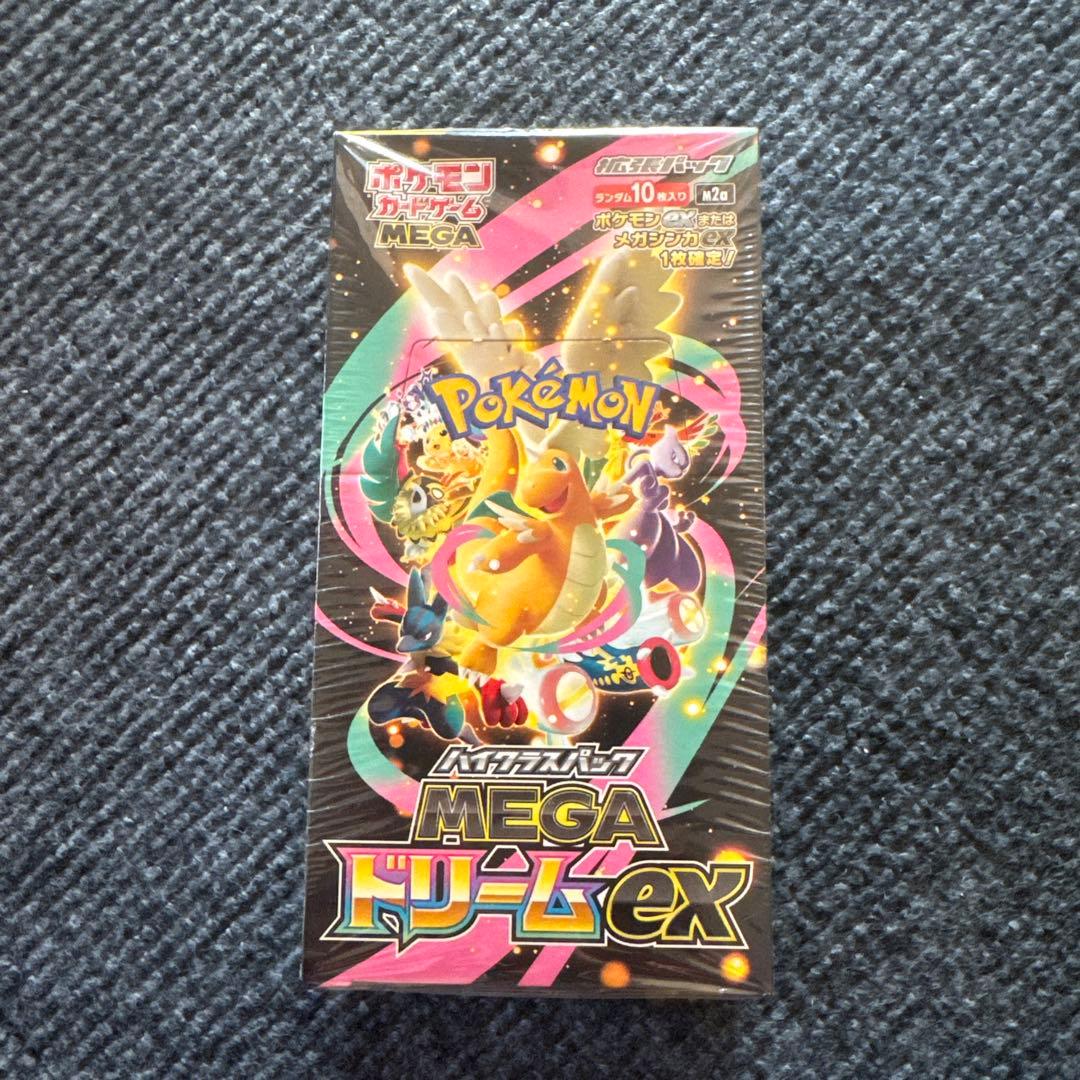 ポケモン
カードゲーム
MEGA
拡張パック
ランダム10枚入り M2a
ポケモンexまたは
メガシンカex
1枚確定!
POKéMON
TM
ハイクラスパック
MEGA
ドリームex